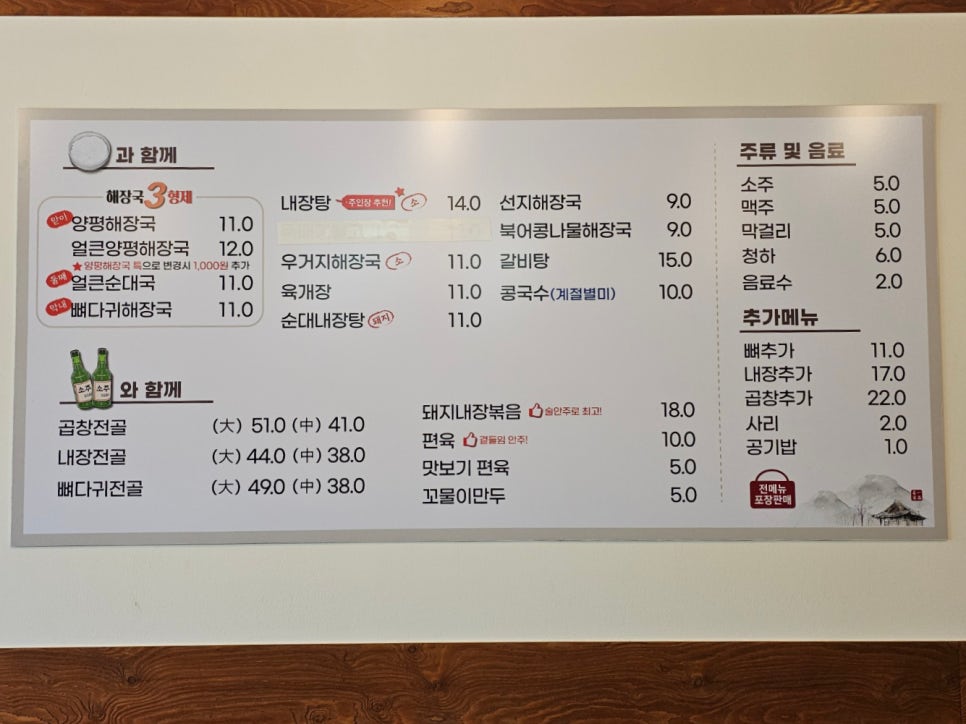 과 함께
해장국 3형제
맏이 양평해장국 11.0
얼큰양평해장국 12.0
★양평해장국 특으로 변경시 1,000원 추가
둘째 얼큰순대국 11.0
막내 뼈다귀해장국 11.0
내장탕 주인장 추천! 소 14.0
우거지해장국 소 11.0
육개장 11.0
순대내장탕 돼지 11.0
선지해장국 9.0
북어콩나물해장국 9.0
갈비탕 15.0
콩국수(계절별미) 10.0
소주 소주 와 함께
곱창전골 (大) 51.0 (中) 41.0
내장전골 (大) 44.0 (中) 38.0
뼈다귀전골 (大) 49.0 (中) 38.0
돼지내장볶음 술안주로 최고! 18.0
편육 곁들임 안주! 10.0
맛보기 편육 5.0
꼬물이만두 5.0
주류 및 음료
소주 5.0
맥주 5.0
막걸리 5.0
청하 6.0
음료수 2.0
추가메뉴
뼈추가 11.0
내장추가 17.0
곱창추가 22.0
사리 2.0
공기밥 1.0
전메뉴
포장판매